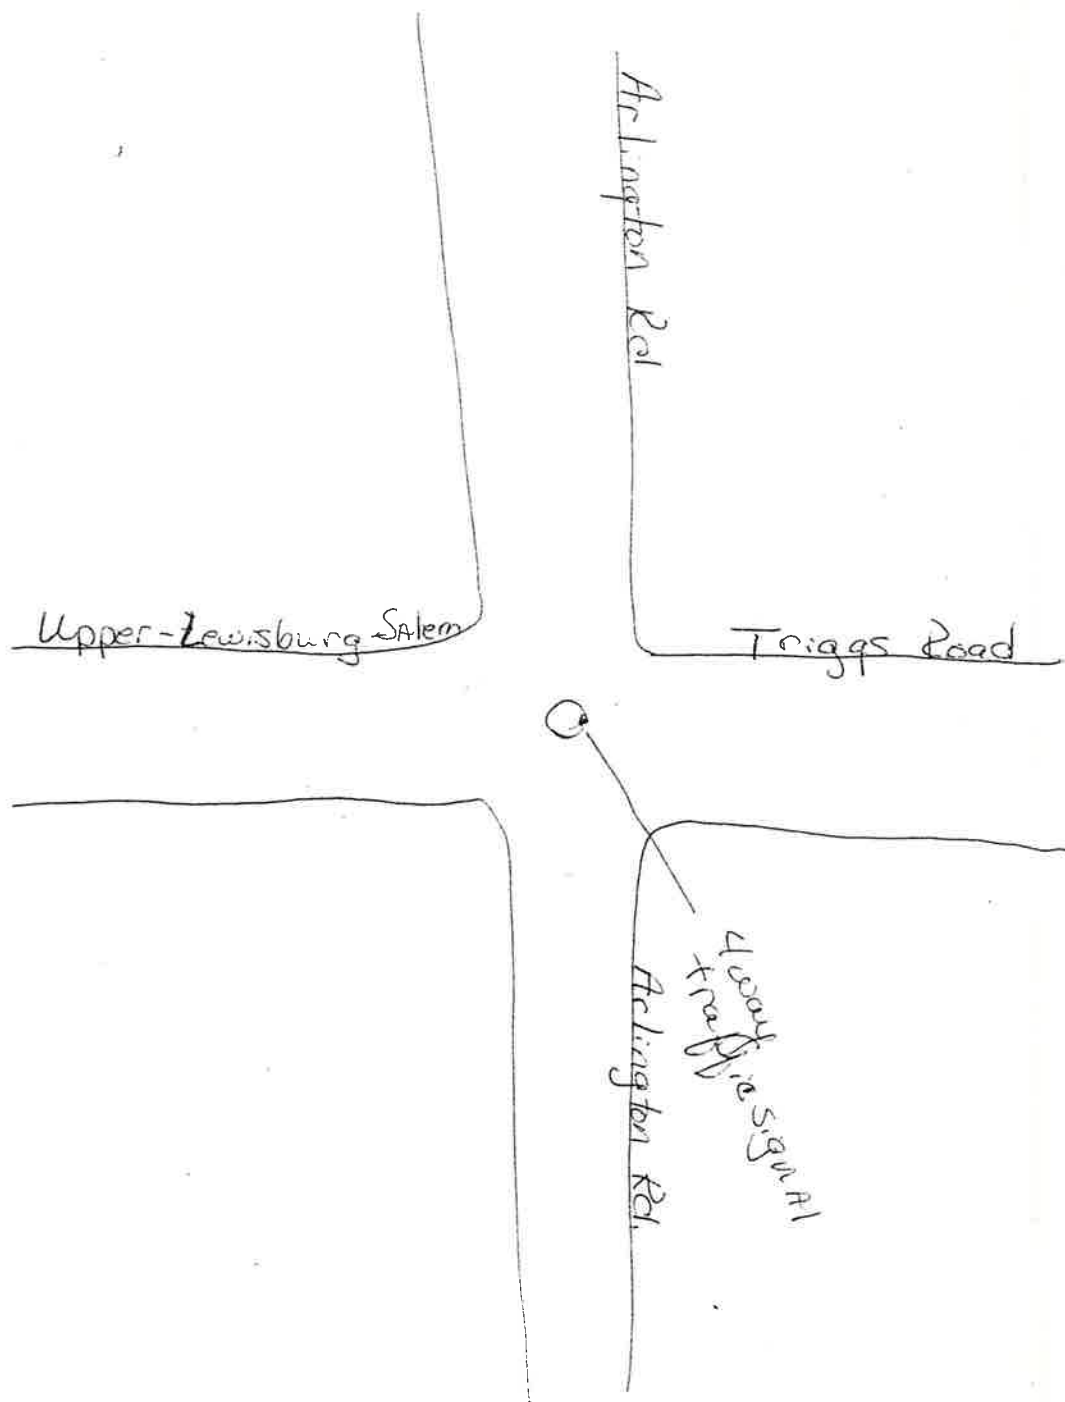 Arlington Rd
Upper-Lewisburg-SAlem
Triggs Road
4 way
traffic signAl
Arlington Rd.